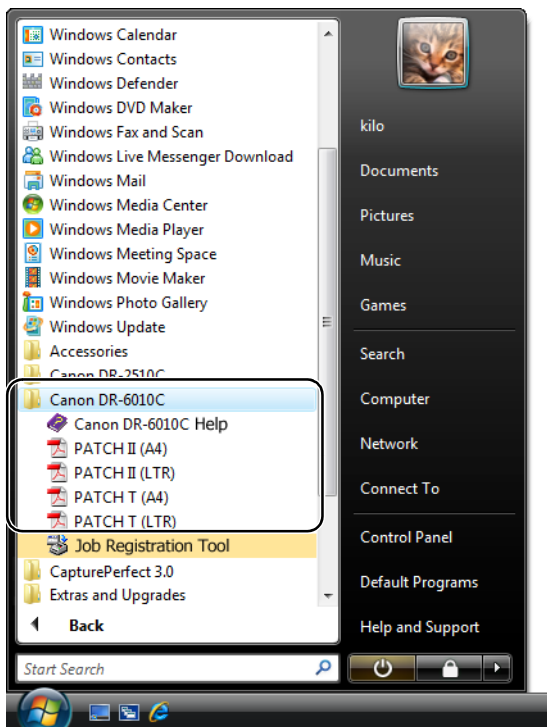 Windows Calendar
Windows Contacts
Windows Defender
Windows DVD Maker
Windows Fax and Scan
Windows Live Messenger Download
Windows Mail
Windows Media Center
Windows Media Player
Windows Meeting Space
Windows Movie Maker
Windows Photo Gallery
Windows Update
Accessories
Canon DR-2510C
Canon DR-6010C
Canon DR-6010C Help
PATCH II (A4)
PATCH II (LTR)
PATCH T (A4)
PATCH T (LTR)
Job Registration Tool
CapturePerfect 3.0
Extras and Upgrades
Back
Start Search
kilo
Documents
Pictures
Music
Games
Search
Computer
Network
Connect To
Control Panel
Default Programs
Help and Support